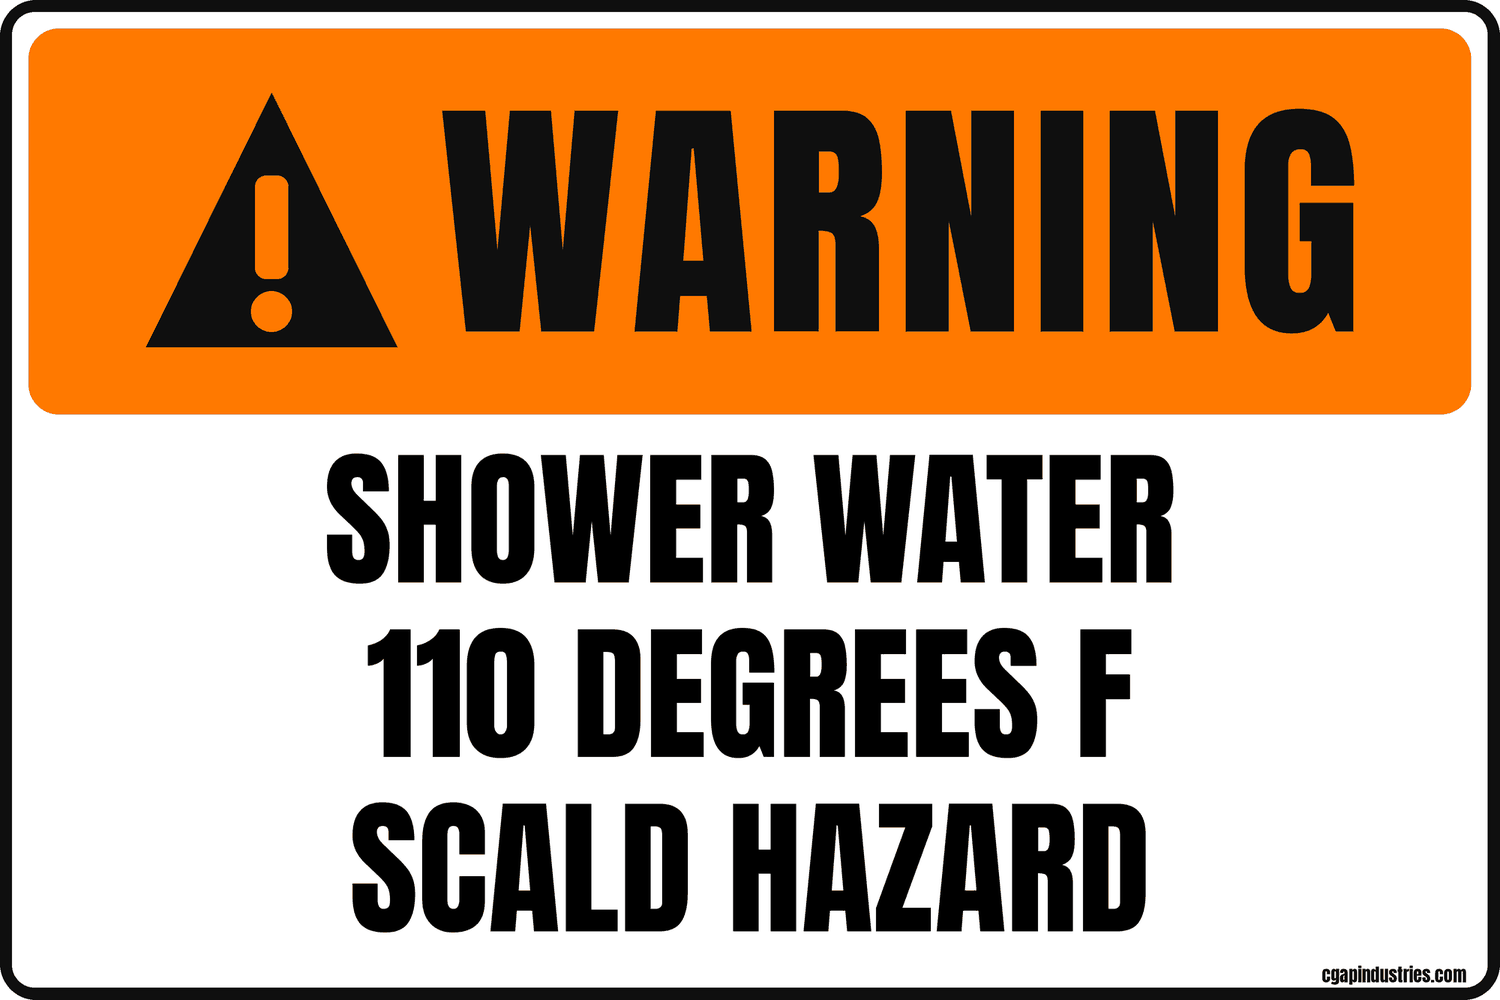 WARNING
SHOWER WATER
110 DEGREES F
SCALD HAZARD
cgapindustries.com